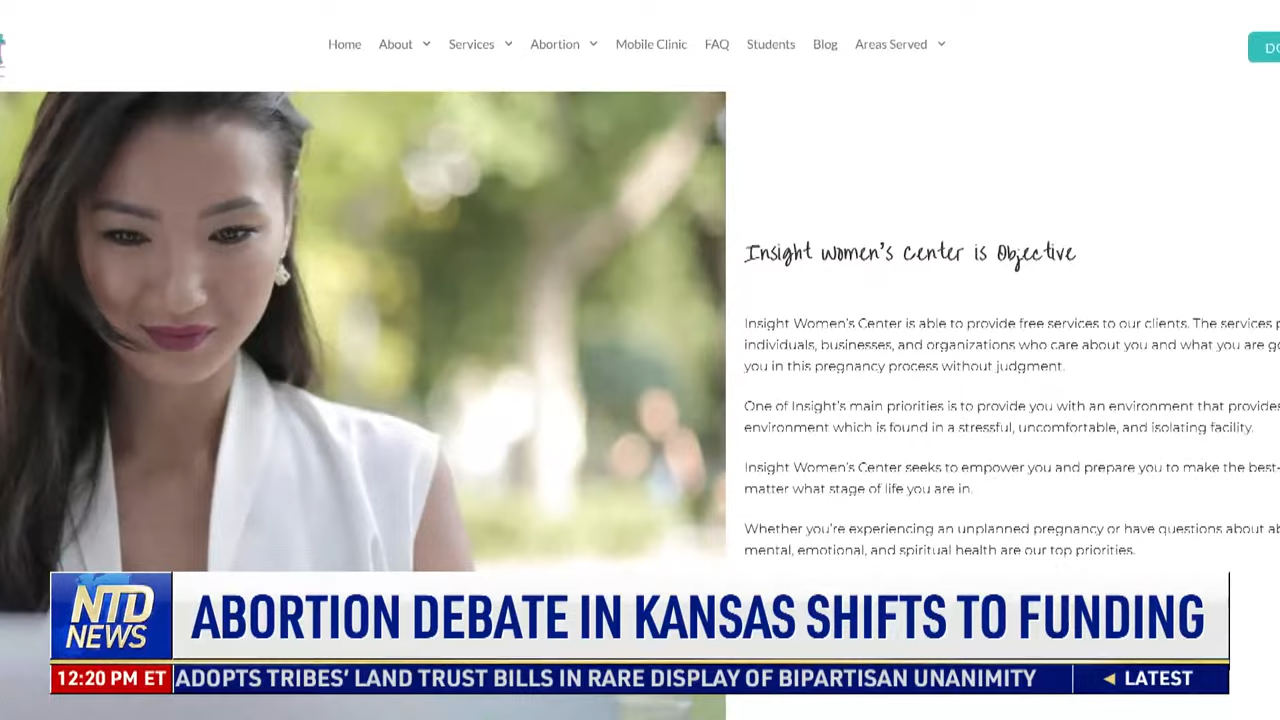 Home About Services Abortion Mobile Clinic FAQ Students Blog Areas Served
Insight women's center is Objective
Insight Women's Center is able to provide free services to our clients. The services
individuals, businesses, and organizations who care about you and what you are
you in this pregnancy process without judgment.
One of Insight's main priorities is to provide you with an environment that provides
environment which is found in a stressful, uncomfortable, and isolating facility.
Insight Women's Center seeks to empower you and prepare you to make the best-
matter what stage of life you are in.
Whether you're experiencing an unplanned pregnancy or have questions about
mental, emotional, and spiritual health are our top priorities.
NTD
NEWS
ABORTION DEBATE IN KANSAS SHIFTS TO FUNDING
12:20 PM ET ADOPTS TRIBES' LAND TRUST BILLS IN RARE DISPLAY OF BIPARTISAN UNANIMITY LATEST